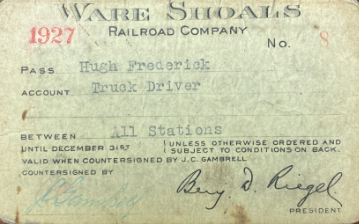 WARE SHOALS
1927 RAILROAD COMPANY
No. 8
PASS Hugh Frederick
ACCOUNT Truck Driver
BETWEEN All Stations
UNTIL DECEMBER 31ST UNLESS OTHERWISE ORDERED AND
SUBJECT TO CONDITIONS ON BACK.
VALID WHEN COUNTERSIGNED BY J.C. GAMBRELL
COUNTERSIGNED BY
Benj. D. Riegel
PRESIDENT